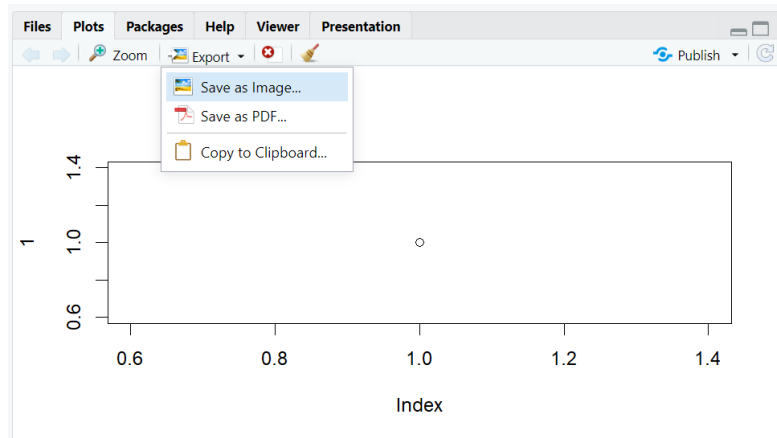 Files Plots Packages Help Viewer Presentation
Zoom Export Publish
Save as Image...
Save as PDF...
Copy to Clipboard...
1.4
1.0
0.6
1
0.6 0.8 1.0 1.2 1.4
Index